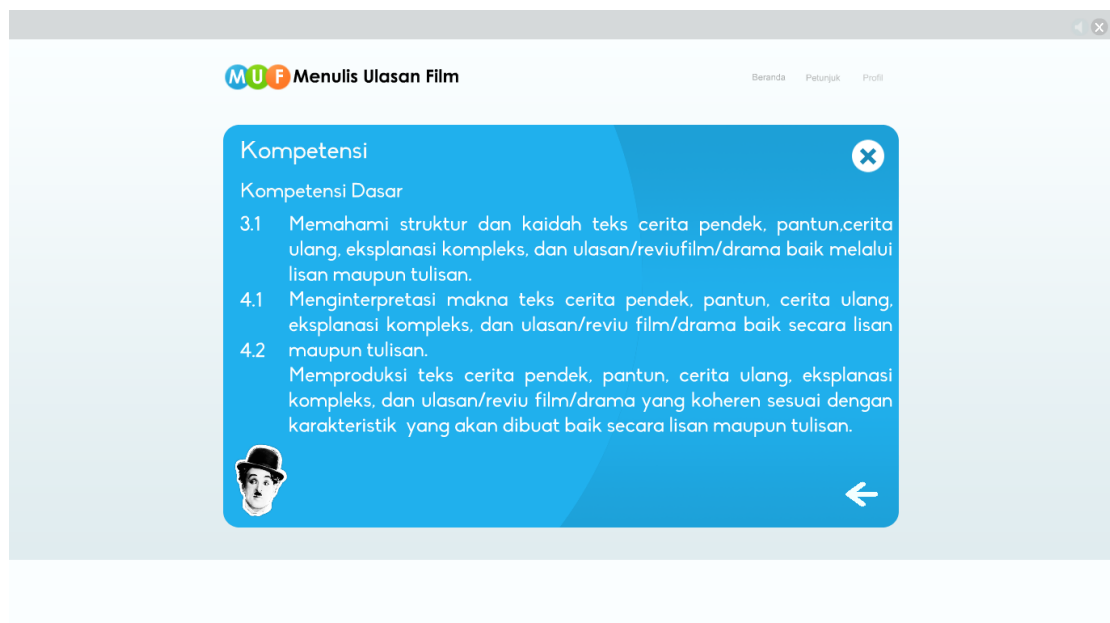 MUF Menulis Ulasan Film
Beranda Petunjuk Profil
Kompetensi
Kompetensi Dasar
3.1 Memahami struktur dan kaidah teks cerita pendek, pantun,cerita
ulang, eksplanasi kompleks, dan ulasan/reviufilm/drama baik melalui
lisan maupun tulisan.
4.1 Menginterpretasi makna teks cerita pendek, pantun, cerita ulang,
eksplanasi kompleks, dan ulasan/reviu film/drama baik secara lisan
4.2 maupun tulisan.
Memproduksi teks cerita pendek, pantun, cerita ulang, eksplanasi
kompleks, dan ulasan/reviu film/drama yang koheren sesuai dengan
karakteristik yang akan dibuat baik secara lisan maupun tulisan.